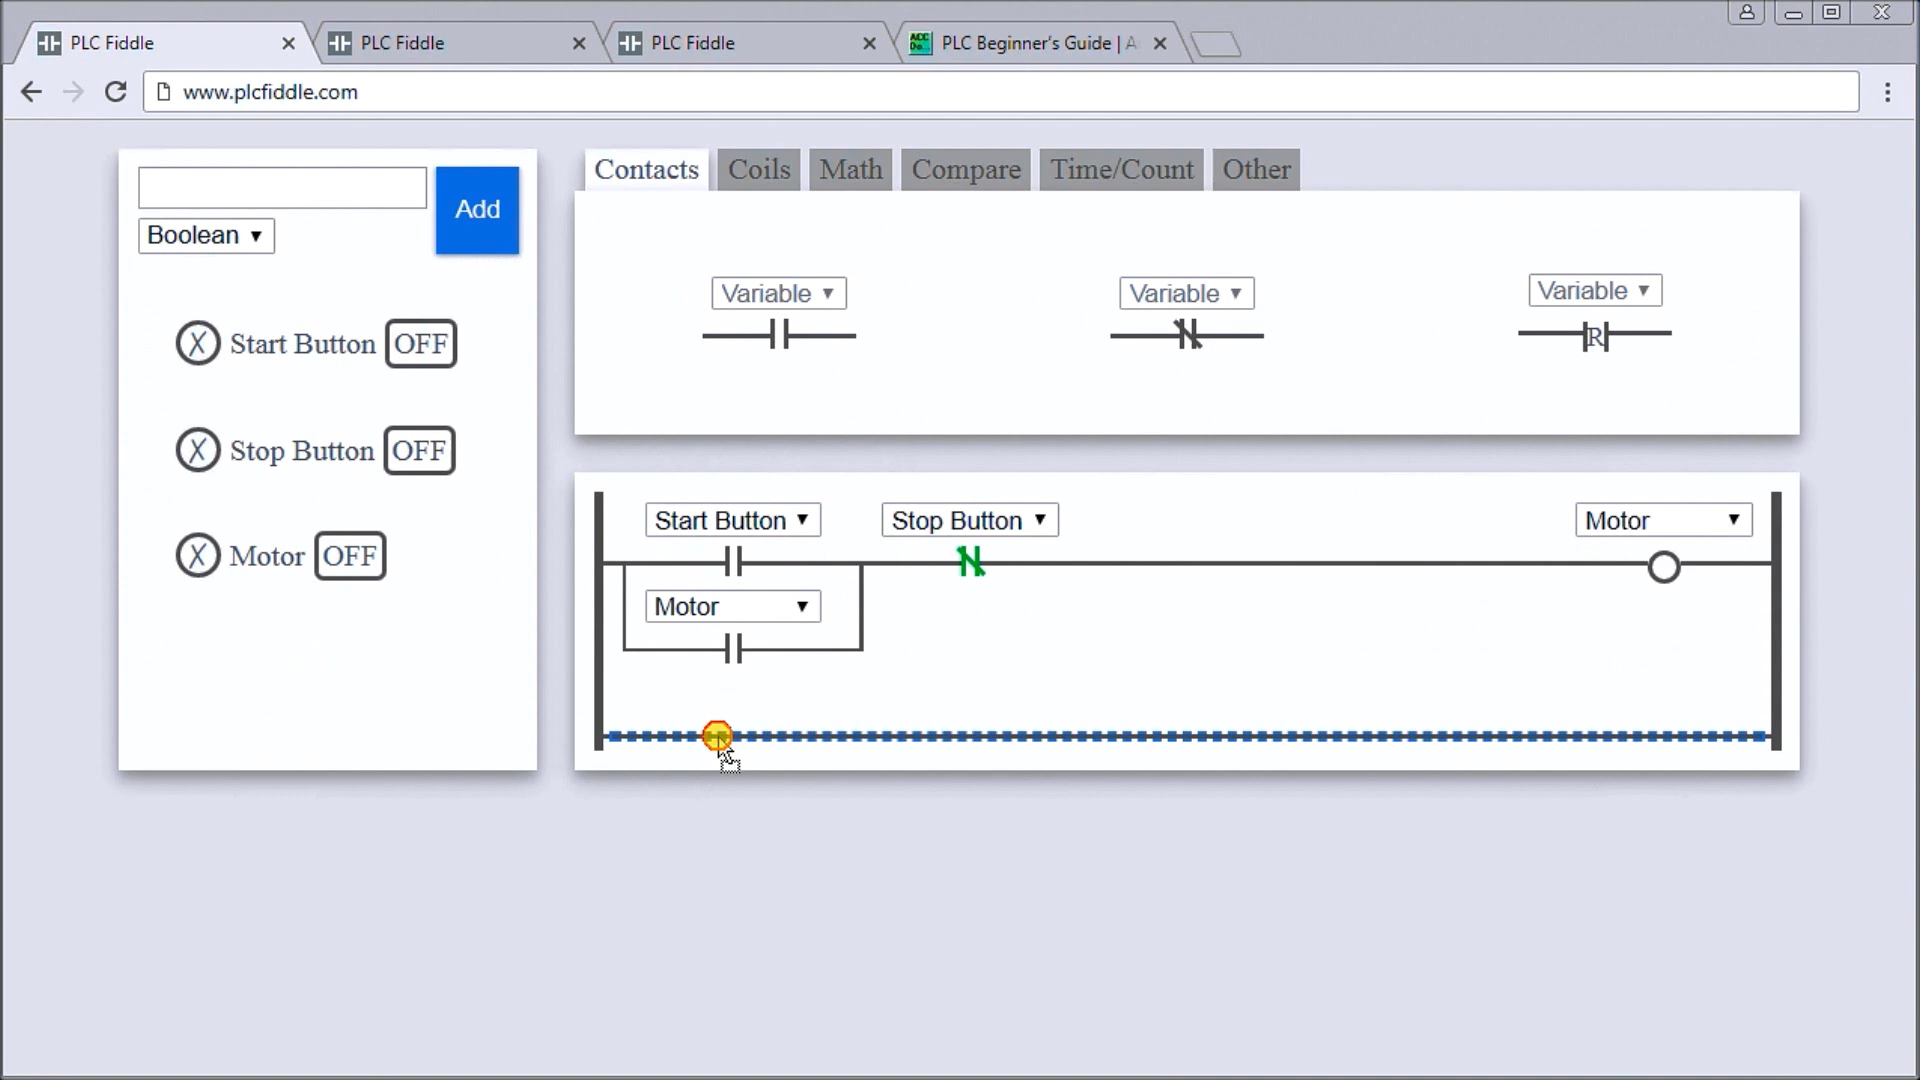 PLC Fiddle
PLC Fiddle
PLC Fiddle
PLC Beginner's Guide | A
www.plcfiddle.com
Add
Boolean
X Start Button OFF
X Stop Button OFF
X Motor OFF
Contacts Coils Math Compare Time/Count Other
Variable Variable Variable
R
Start Button Stop Button Motor
Motor